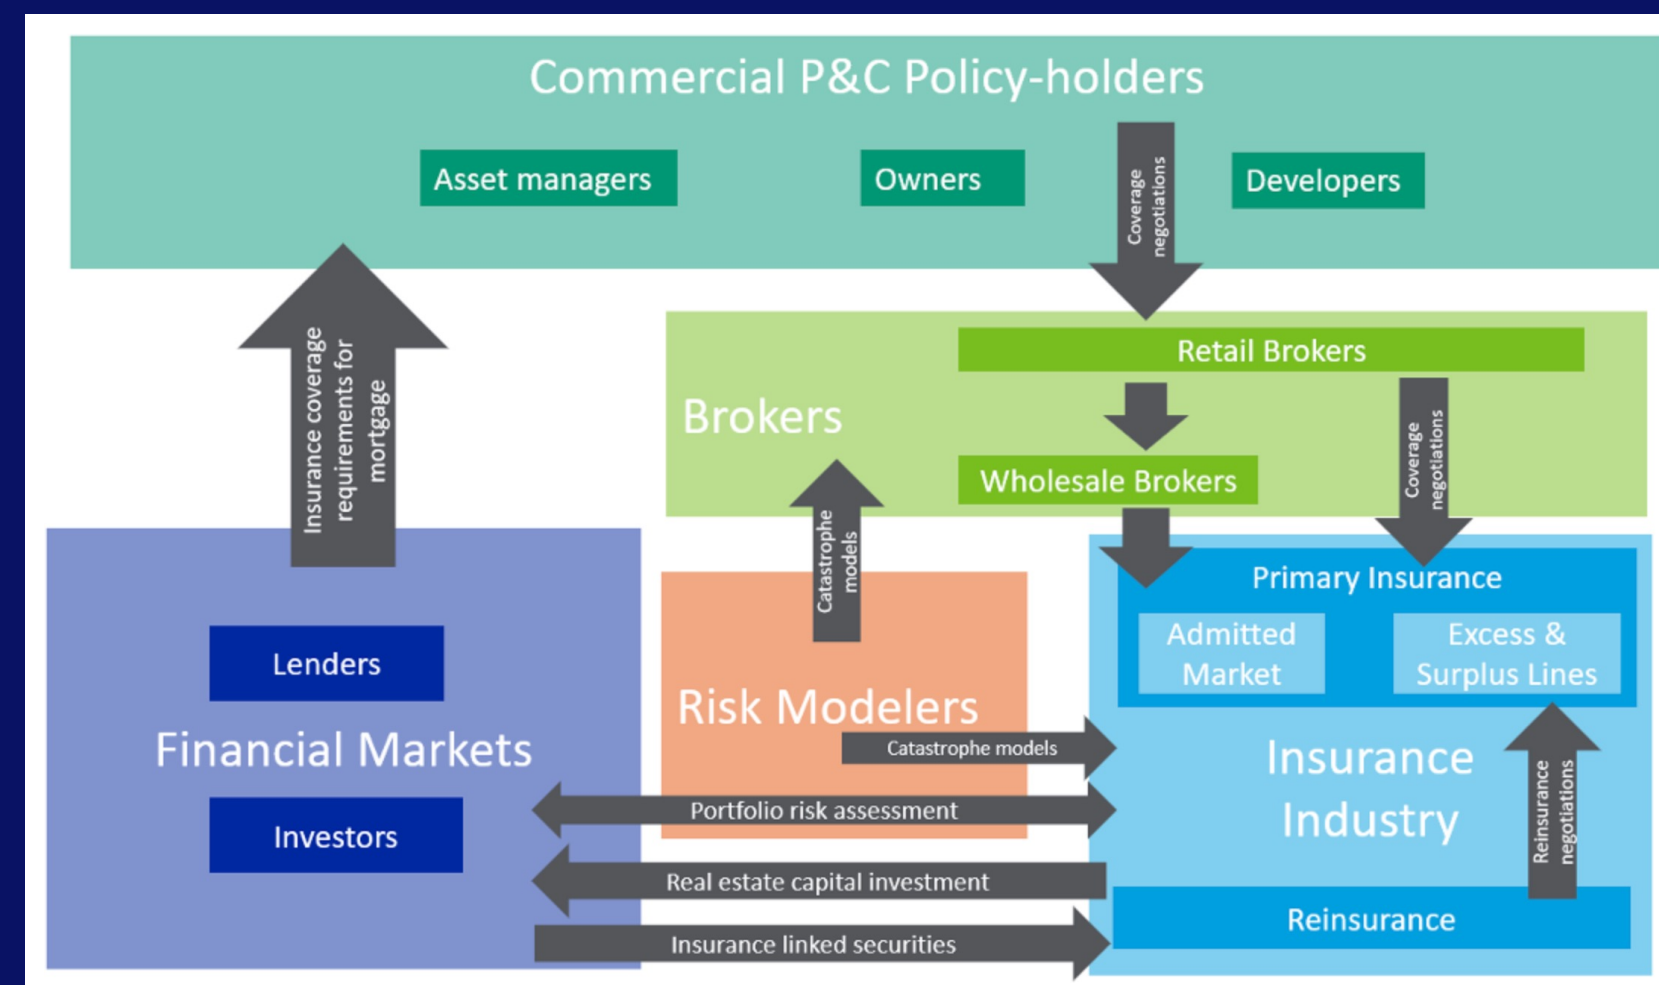 Commercial P&C Policy-holders
Asset managers
Owners
Developers
Coverage
negotiations
Insurance coverage
requirements for
mortgage
Retail Brokers
Brokers
Wholesale Brokers
Coverage
negotiations
Catastrophe
models
Primary Insurance
Admitted
Market
Excess &
Surplus Lines
Lenders
Financial Markets
Investors
Risk Modelers
Catastrophe models
Portfolio risk assessment
Real estate capital investment
Insurance linked securities
Insurance
Industry
Reinsurance
negotiations
Reinsurance